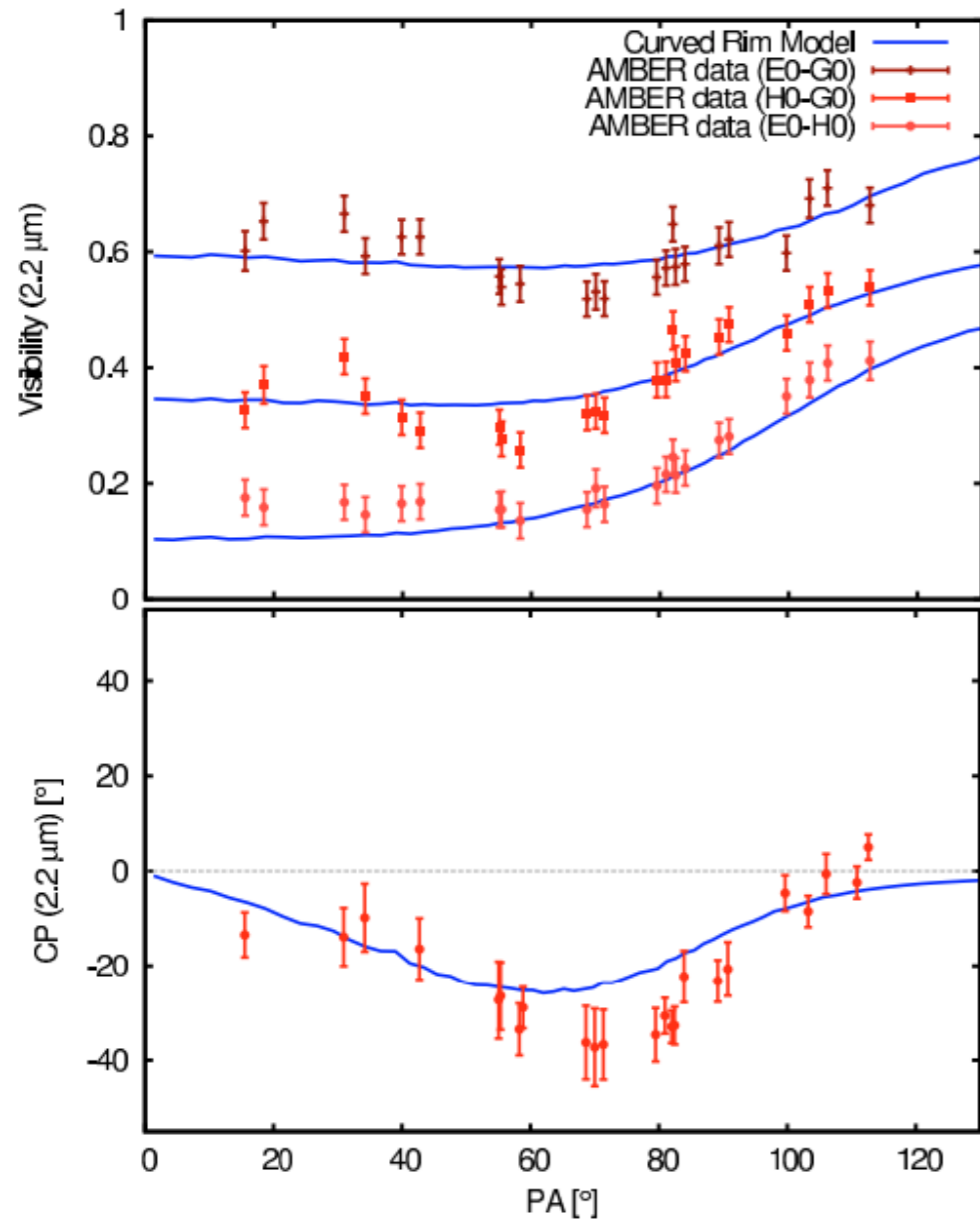 Curved Rim Model
AMBER data (E0-G0)
AMBER data (H0-G0)
AMBER data (E0-H0)
Visibility (2.2 μm)
1
0.8
0.6
0.4
0.2
0
CP (2.2 μm) [°]
40
20
0
-20
-40
0 20 40 60 80 100 120
PA [°]